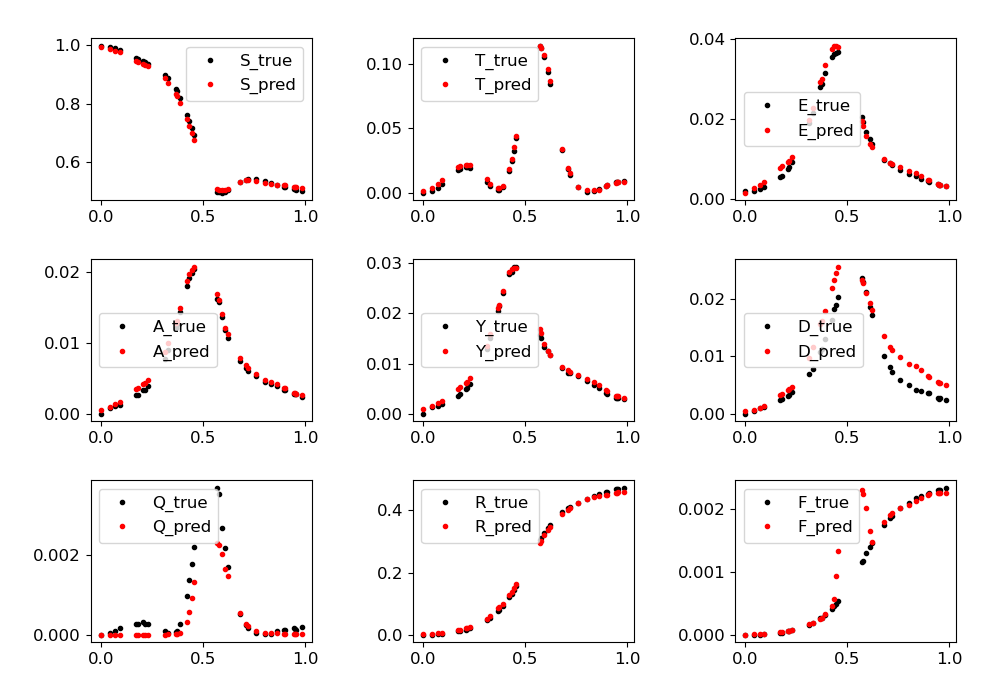 1.0
0.8
0.6
S_true
S_pred
0.0 0.5 1.0
0.10
0.05
0.00
T_true
T_pred
0.0 0.5 1.0
0.04
0.02
0.00
E_true
E_pred
0.0 0.5 1.0
0.02
0.01
0.00
A_true
A_pred
0.0 0.5 1.0
0.03
0.02
0.01
0.00
Y_true
Y_pred
0.0 0.5 1.0
0.02
0.01
0.00
D_true
D_pred
0.0 0.5 1.0
0.002
0.000
Q_true
Q_pred
0.0 0.5 1.0
0.4
0.2
0.0
R_true
R_pred
0.0 0.5 1.0
0.002
0.001
0.000
F_true
F_pred
0.0 0.5 1.0